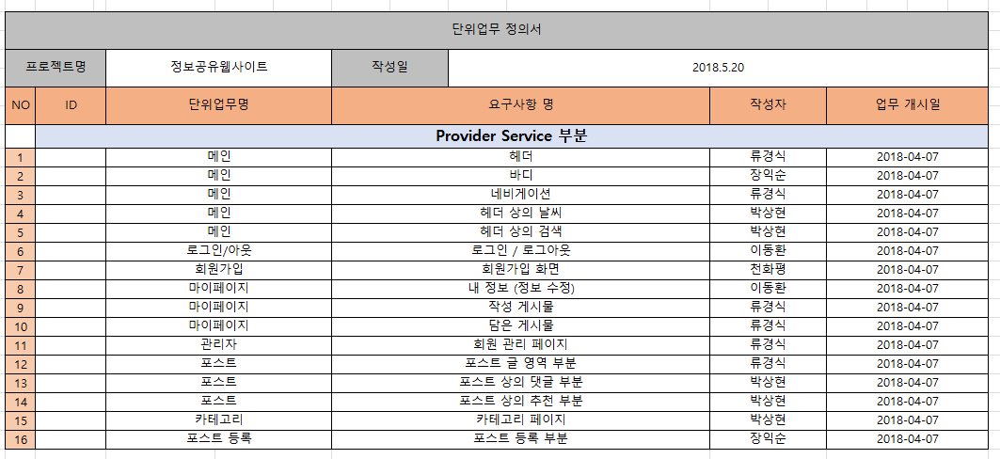 단위업무 정의서
프로젝트명 정보공유웹사이트 작성일 2018.5.20
NO ID 단위업무명 요구사항 명 작성자 업무 개시일
Provider Service 부분
1 메인 헤더 류경식 2018-04-07
2 메인 바디 장익순 2018-04-07
3 메인 네비게이션 류경식 2018-04-07
4 메인 헤더 상의 날씨 박상현 2018-04-07
5 메인 헤더 상의 검색 박상현 2018-04-07
6 로그인/아웃 로그인 / 로그아웃 이동환 2018-04-07
7 회원가입 회원가입 화면 천화평 2018-04-07
8 마이페이지 내 정보 (정보 수정) 이동환 2018-04-07
9 마이페이지 작성 게시물 류경식 2018-04-07
10 마이페이지 담은 게시물 류경식 2018-04-07
11 관리자 회원 관리 페이지 류경식 2018-04-07
12 포스트 포스트 글 영역 부분 류경식 2018-04-07
13 포스트 포스트 상의 댓글 부분 박상현 2018-04-07
14 포스트 포스트 상의 추천 부분 박상현 2018-04-07
15 카테고리 카테고리 페이지 박상현 2018-04-07
16 포스트 등록 포스트 등록 부분 장익순 2018-04-07